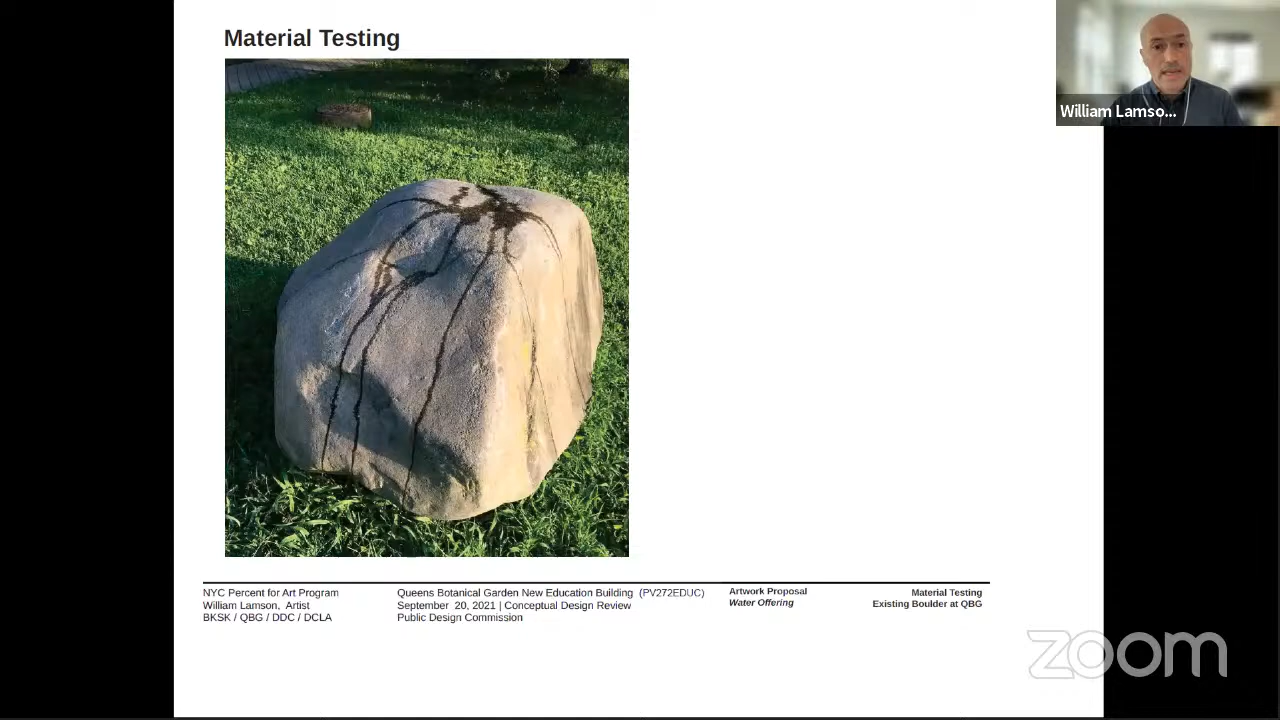 Material Testing
William Lamso...
NYC Percent for Art Program
William Lamson, Artist
BKSK / QBG / DDC / DCLA
Queens Botanical Garden New Education Building (PV272EDUC)
September 20, 2021 | Conceptual Design Review
Public Design Commission
Artwork Proposal
Water Offering
Material Testing
Existing Boulder at QBG
zoom